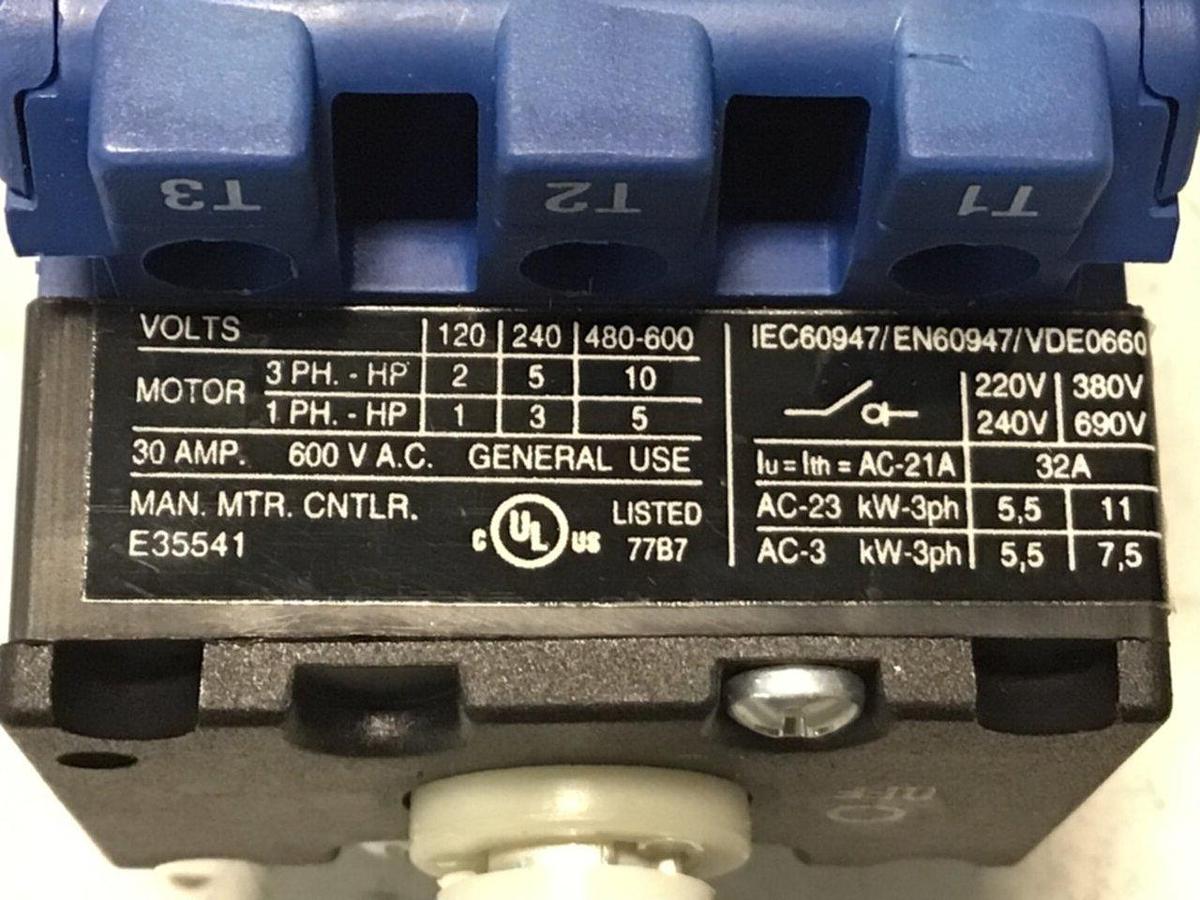 T3 T2 T1
VOLTS 120 240 480-600
MOTOR 3 PH. - HP 2 5 10
1 PH. - HP 1 3 5
30 AMP. 600 V A.C. GENERAL USE
MAN. MTR. CNTLR.
E35541
C UL US
LISTED
77B7
IEC60947/EN60947/VDE0660
220V 380V
240V 690V
Iu = Ith = AC-21A 32A
AC-23 kW-3ph 5,5 11
AC-3 kW-3ph 5,5 7,5
OFF